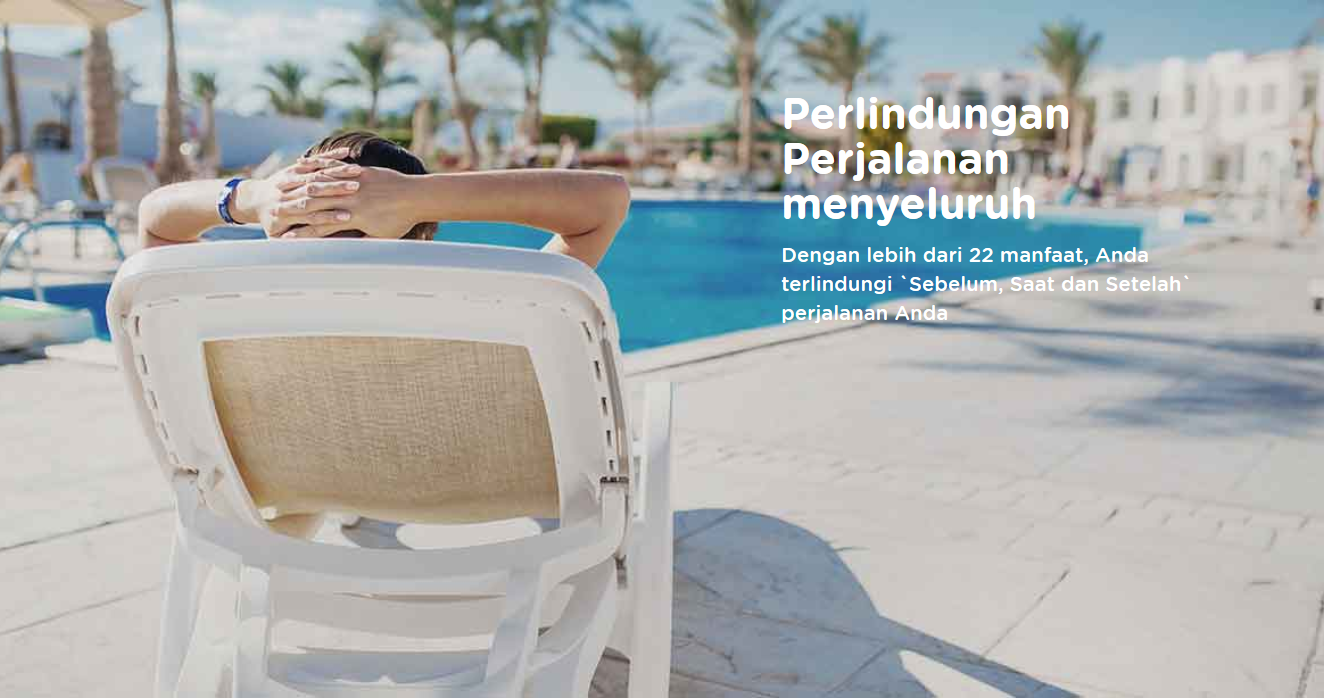 Perlindungan
Perjalanan
menyeluruh
Dengan lebih dari 22 manfaat, Anda
terlindungi `Sebelum, Saat dan Setelah`
perjalanan Anda